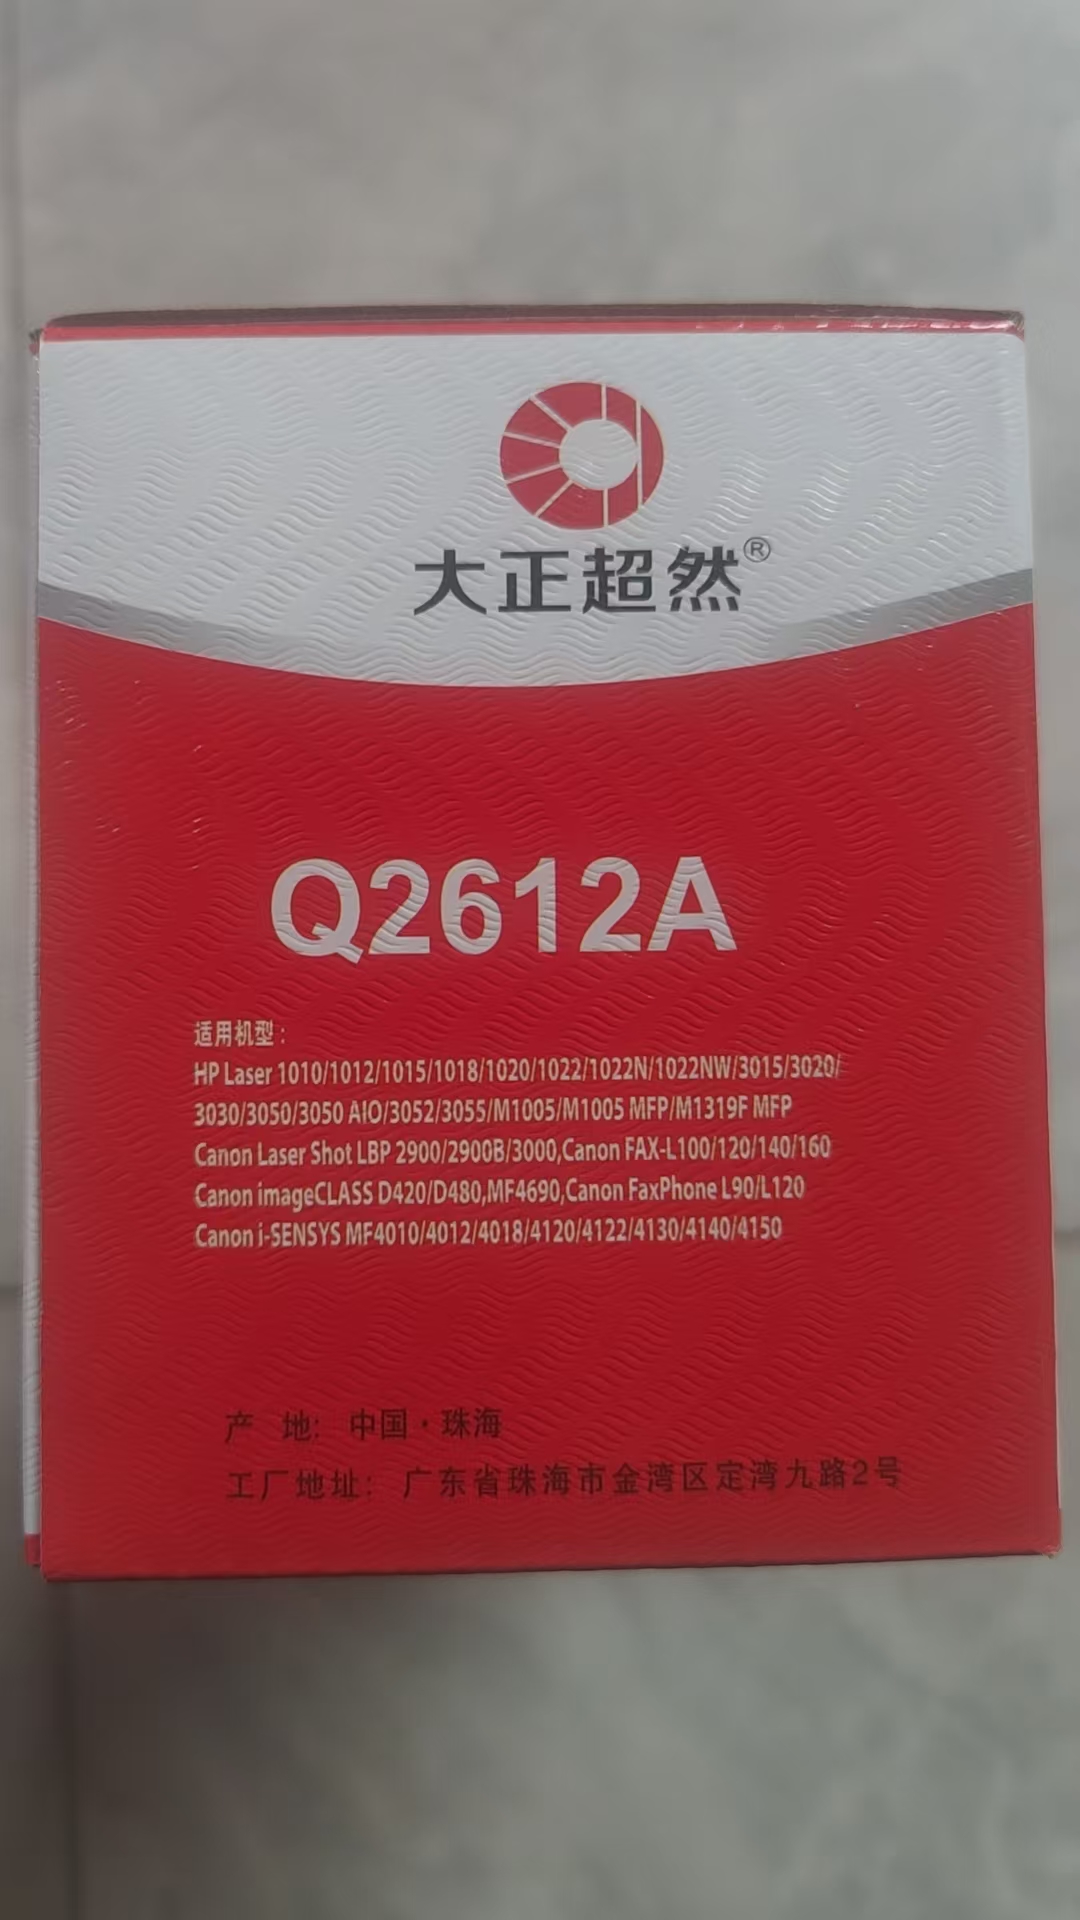 大正超然®
Q2612A
适用机型:
HP Laser 1010/1012/1015/1018/1020/1022/1022N/1022NW/3015/3020/
3030/3050/3050 AIO/3052/3055/M1005/M1005 MFP/M1319F MFP
Canon Laser Shot LBP 2900/2900B/3000,Canon FAX-L100/120/140/160
Canon imageCLASS D420/D480,MF4690,Canon FaxPhone L90/L120
Canon i-SENSYS MF4010/4012/4018/4120/4122/4130/4140/4150
产 地: 中国·珠海
工厂地址: 广东省珠海市金湾区定湾九路2号